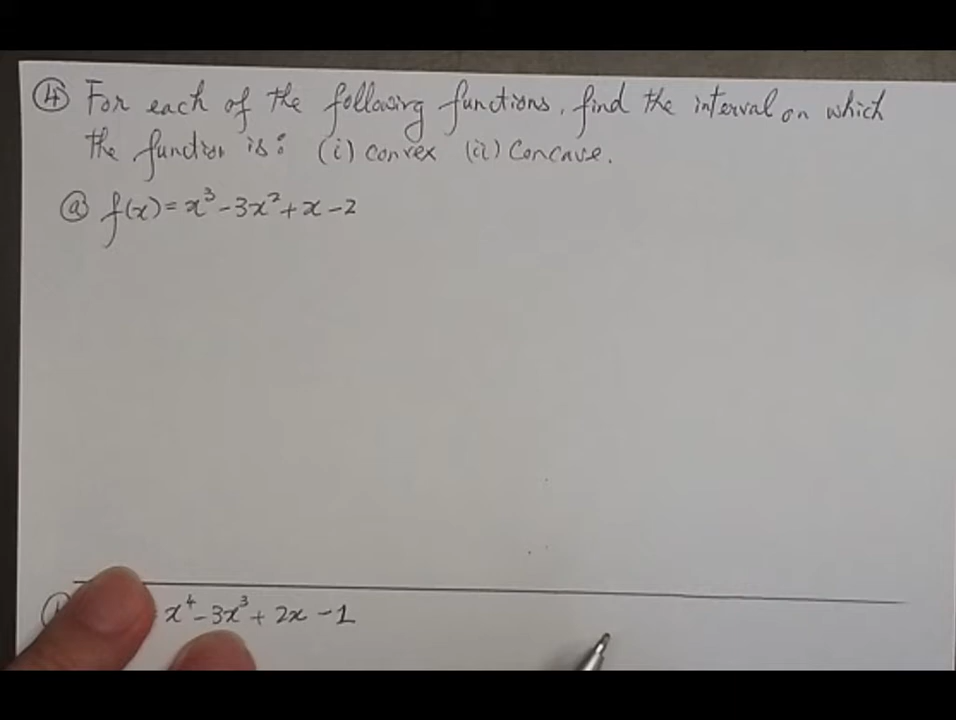 ④ For each of the following functions, find the interval on which
the function is: (i) convex (ii) Concave.
ⓐ f(x) = x³ - 3x² + x - 2
= x⁴ - 3x³ + 2x - 1